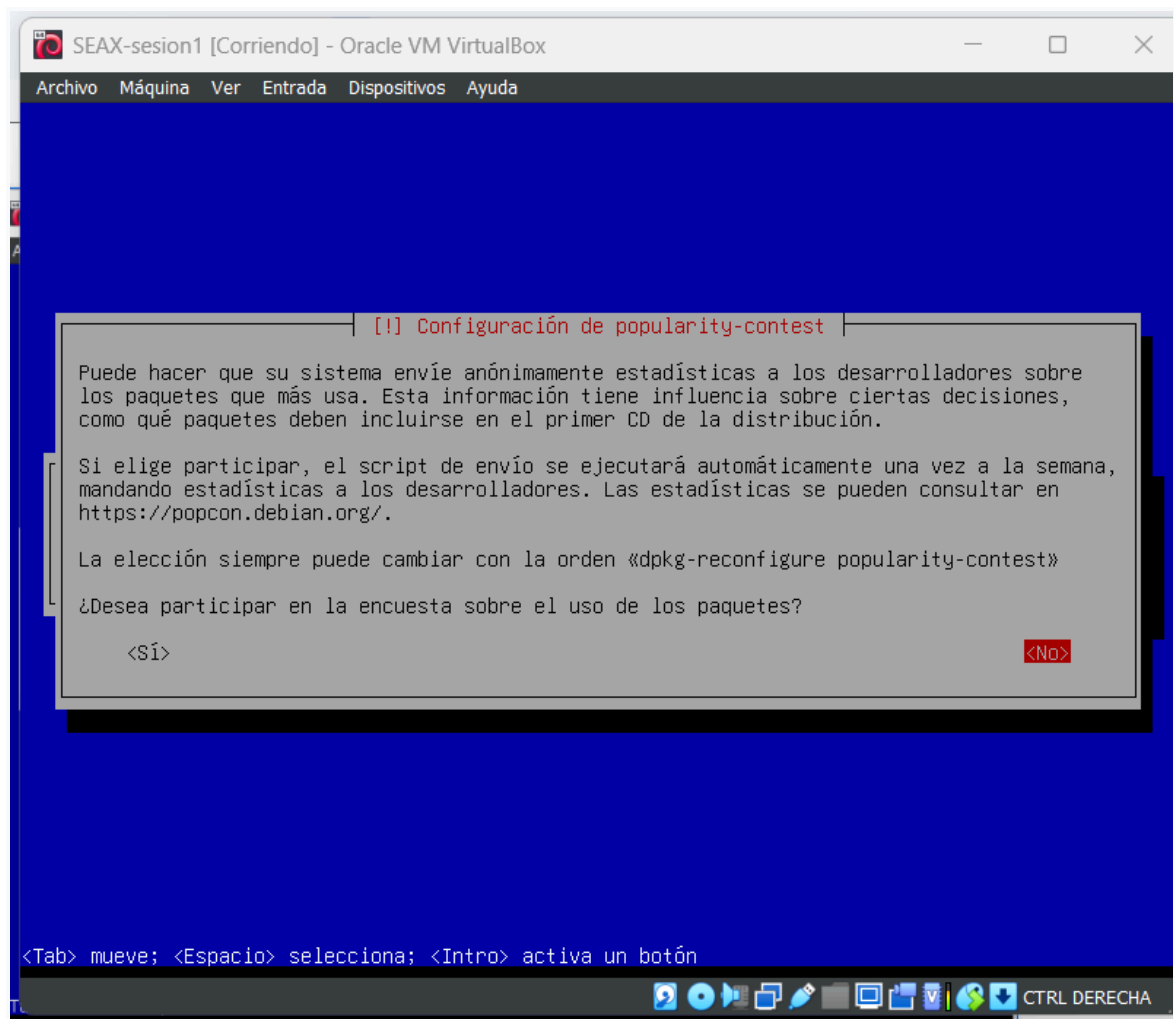 SEAX-sesion1 [Corriendo] - Oracle VM VirtualBox
Archivo Máquina Ver Entrada Dispositivos Ayuda
[!] Configuración de popularity-contest
Puede hacer que su sistema envíe anónimamente estadísticas a los desarrolladores sobre
los paquetes que más usa. Esta información tiene influencia sobre ciertas decisiones,
como qué paquetes deben incluirse en el primer CD de la distribución.
Si elige participar, el script de envío se ejecutará automáticamente una vez a la semana,
mandando estadísticas a los desarrolladores. Las estadísticas se pueden consultar en
https://popcon.debian.org/.
La elección siempre puede cambiar con la orden «dpkg-reconfigure popularity-contest»
¿Desea participar en la encuesta sobre el uso de los paquetes?
<Sí> <No>
<Tab> mueve; <Espacio> selecciona; <Intro> activa un botón
CTRL DERECHA